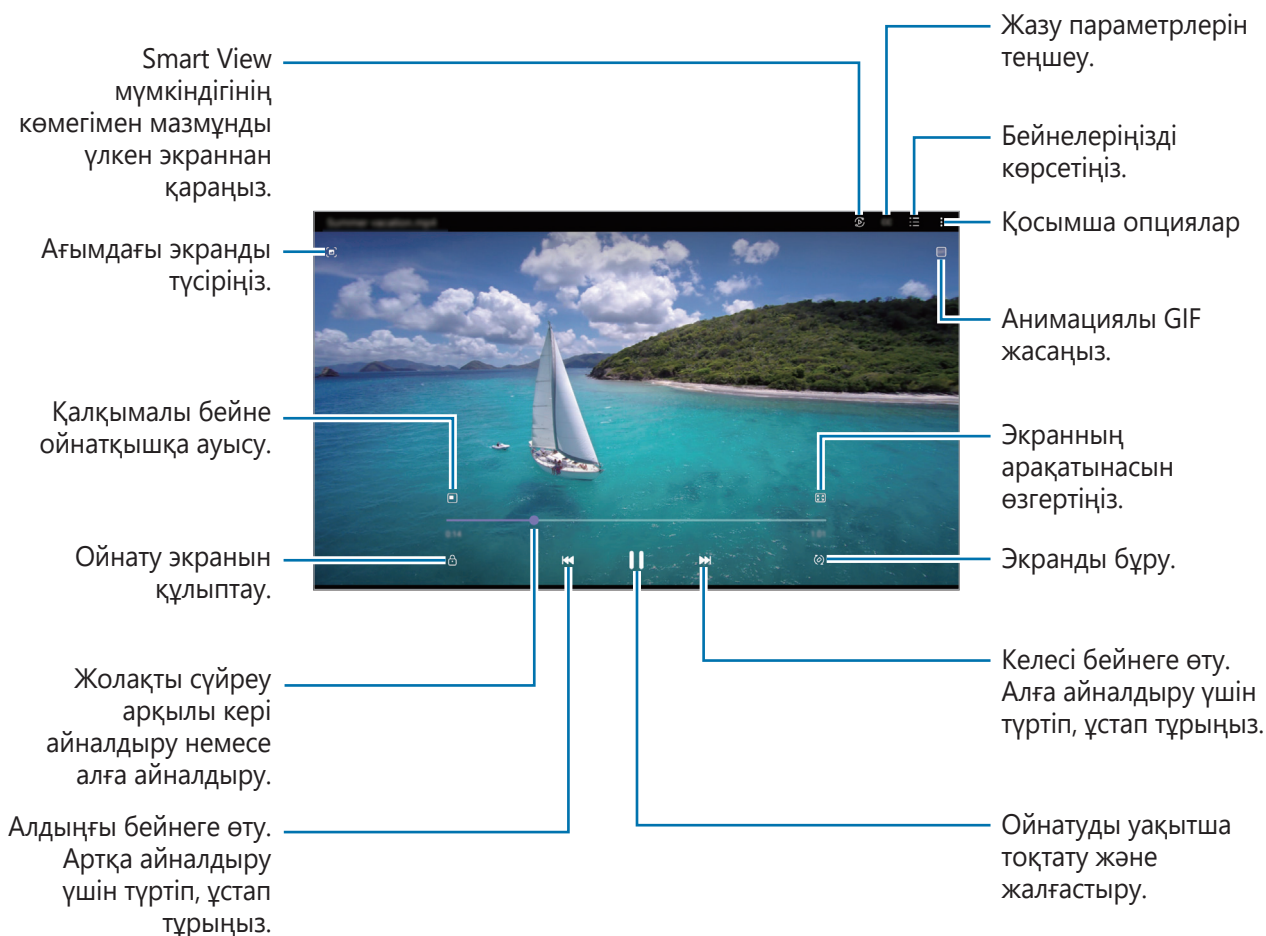 Smart View
мүмкіндігінің
көмегімен мазмұнды
үлкен экраннан
қараңыз.
Ағымдағы экранды
түсіріңіз.
Қалқымалы бейне
ойнатқышқа ауысу.
Ойнату экранын
құлыптау.
Жолақты сүйреу
арқылы кері
айналдыру немесе
алға айналдыру.
Алдыңғы бейнеге өту.
Артқа айналдыру
үшін түртіп, ұстап
тұрыңыз.
Жазу параметрлерін
теңшеу.
Бейнелеріңізді
көрсетіңіз.
Қосымша опциялар
Анимациялы GIF
жасаңыз.
Экранның
арақатынасын
өзгертіңіз.
Экранды бұру.
Келесі бейнеге өту.
Алға айналдыру үшін
түртіп, ұстап тұрыңыз.
Ойнатуды уақытша
тоқтату және
жалғастыру.